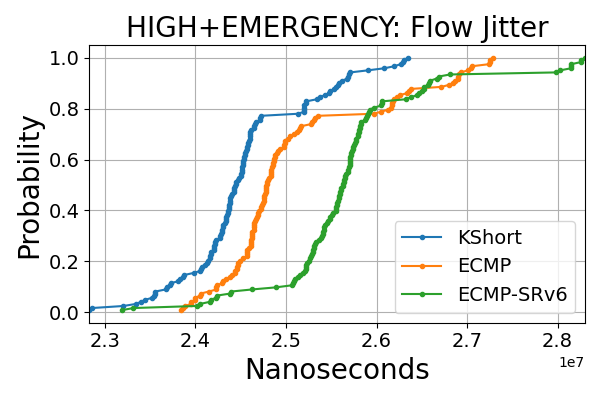 HIGH+EMERGENCY: Flow Jitter
Probability
1.0
0.8
0.6
0.4
0.2
0.0
KShort
ECMP
ECMP-SRv6
2.3 2.4 2.5 2.6 2.7 2.8
1e7
Nanoseconds